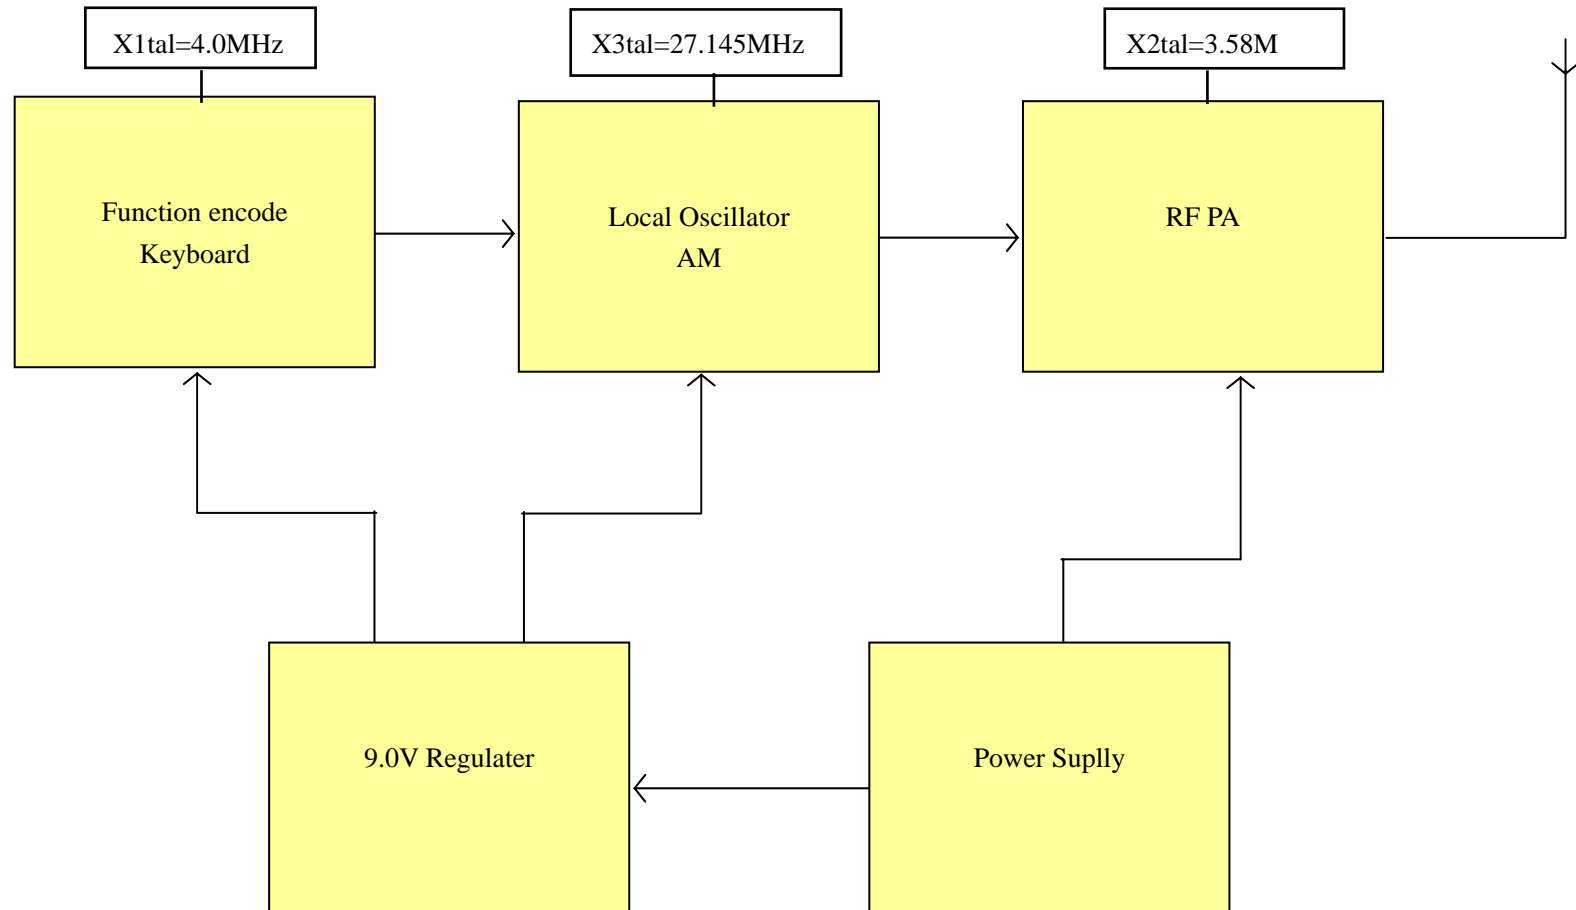 X1tal=4.0MHz
X3tal=27.145MHz
X2tal=3.58M
Function encode
Keyboard
Local Oscillator
AM
RF PA
9.0V Regulater
Power Suplly